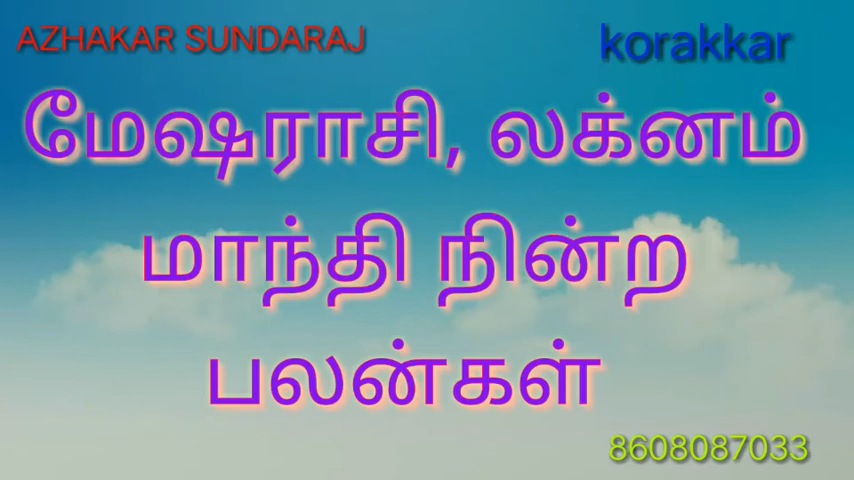 AZHAKAR SUNDARAJ
korakkar
மேஷராசி, லக்னம்
மாந்தி நின்ற
பலன்கள்
8608087033